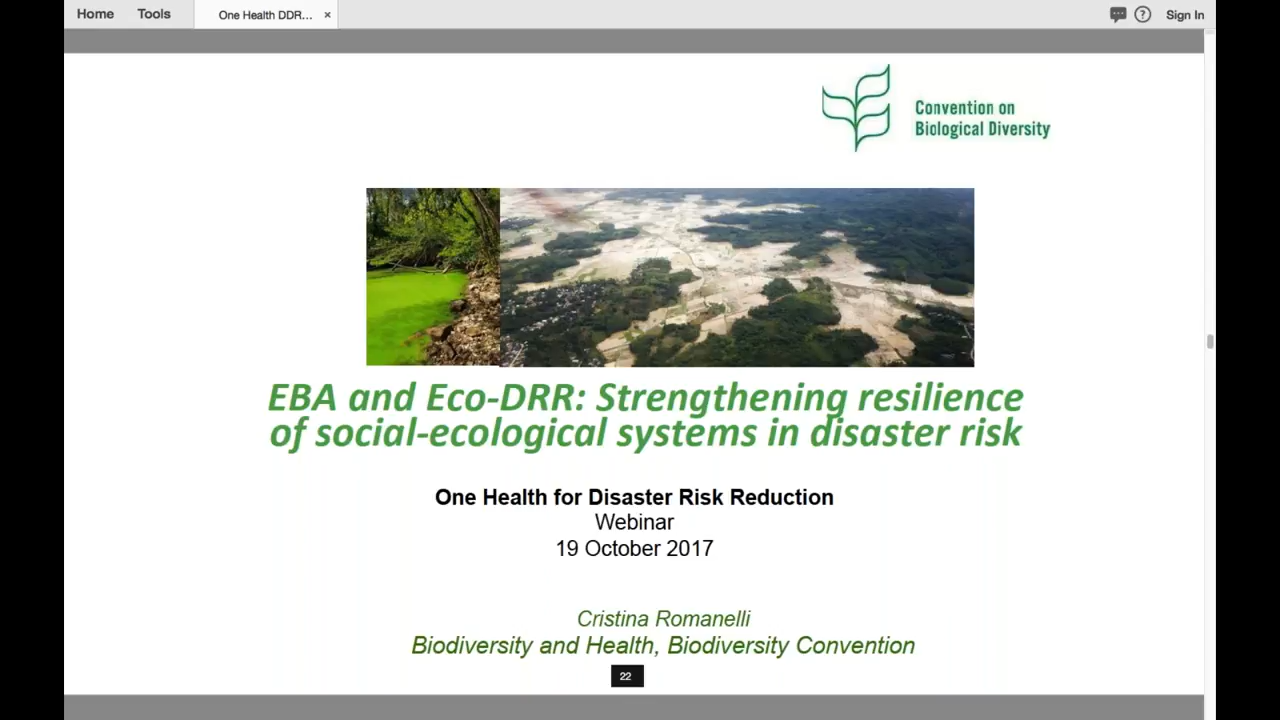 Home Tools One Health DDR... × ? Sign In
Convention on
Biological Diversity
EBA and Eco-DRR: Strengthening resilience
of social-ecological systems in disaster risk
One Health for Disaster Risk Reduction
Webinar
19 October 2017
Cristina Romanelli
Biodiversity and Health, Biodiversity Convention
22